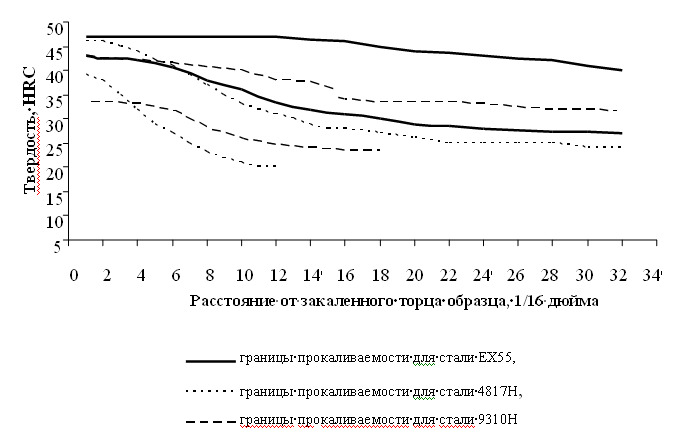 50
45
40
35
30
25
20
15
10
5
Твердость, HRC
0 2 4 6 8 10 12 14 16 18 20 22 24 26 28 30 32 34
Расстояние от закаленного торца образца, 1/16 дюйма
границы прокаливаемости для стали EX55,
границы прокаливаемости для стали 4817H,
границы прокаливаемости для стали 9310H